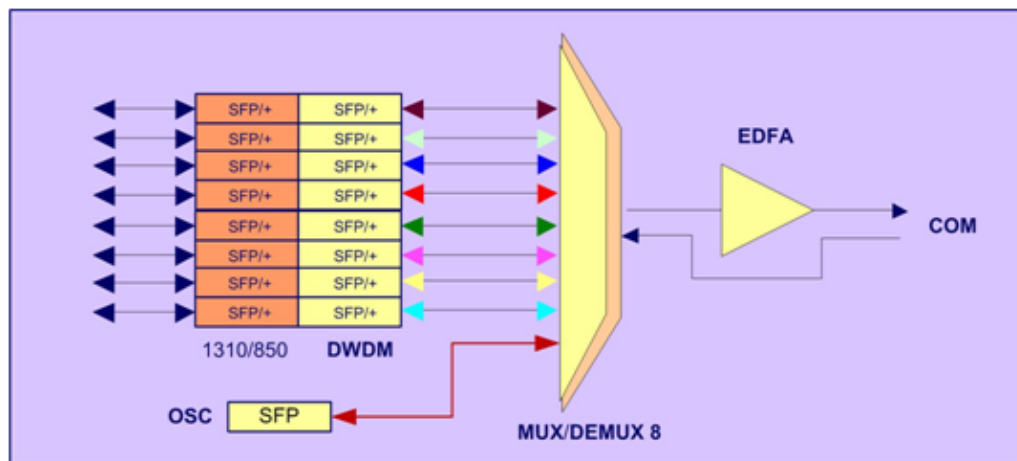 SFP/+ SFP/+
SFP/+ SFP/+
SFP/+ SFP/+
SFP/+ SFP/+
SFP/+ SFP/+
SFP/+ SFP/+
SFP/+ SFP/+
SFP/+ SFP/+
1310/850 DWDM
OSC SFP
MUX/DEMUX 8
EDFA
COM